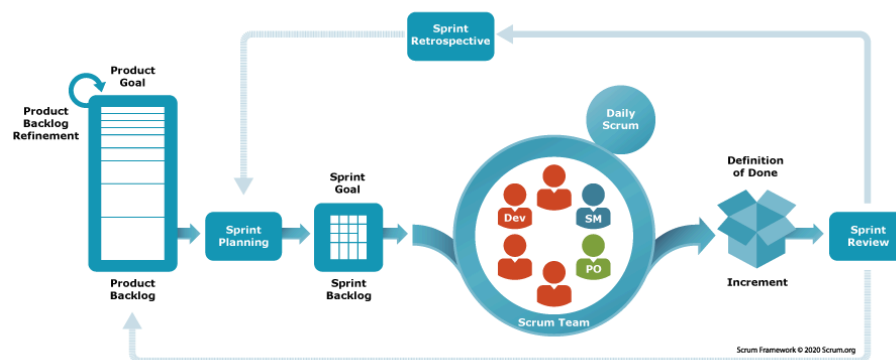 Sprint
Retrospective
Product
Goal
Product
Backlog
Refinement
Daily
Scrum
Sprint
Goal
Definition
of Done
Dev
SM
PO
Sprint
Planning
Sprint
Review
Product
Backlog
Sprint
Backlog
Increment
Scrum Team
Scrum Framework © 2020 Scrum.org